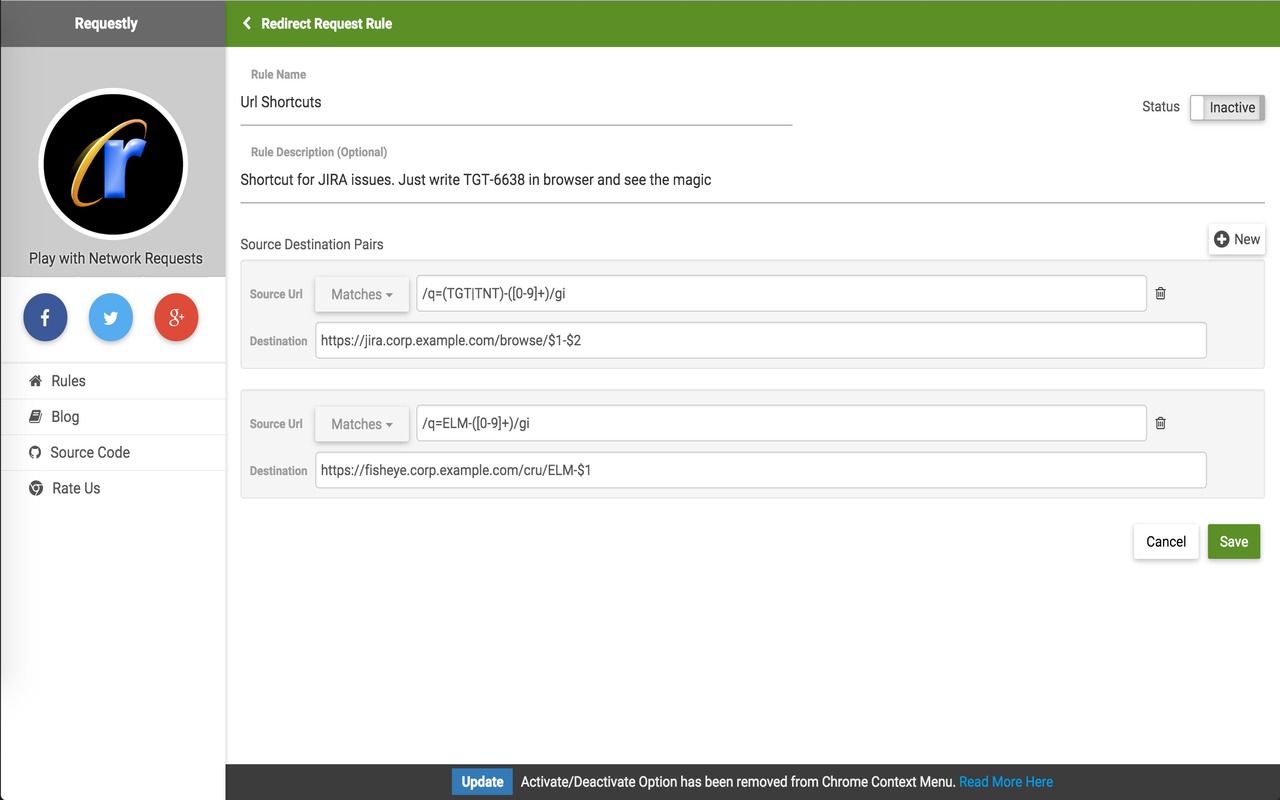 Requestly
Redirect Request Rule
Rule Name
Url Shortcuts
Status Inactive
Rule Description (Optional)
Shortcut for JIRA issues. Just write TGT-6638 in browser and see the magic
Play with Network Requests
Source Destination Pairs
New
Source Url Matches /q=(TGT|TNT)-([0-9]+)/gi
Destination https://jira.corp.example.com/browse/$1-$2
Source Url Matches /q=ELM-([0-9]+)/gi
Destination https://fisheye.corp.example.com/cru/ELM-$1
Cancel Save
Rules
Blog
Source Code
Rate Us
Update Activate/Deactivate Option has been removed from Chrome Context Menu. Read More Here